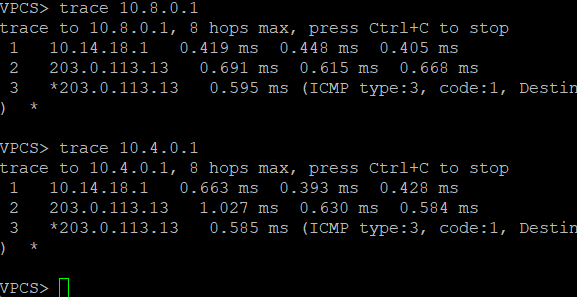 VPCS> trace 10.8.0.1
trace to 10.8.0.1, 8 hops max, press Ctrl+C to stop
 1   10.14.18.1   0.419 ms  0.448 ms  0.405 ms
 2   203.0.113.13   0.691 ms  0.615 ms  0.668 ms
 3   *203.0.113.13   0.595 ms (ICMP type:3, code:1, Destin
)  *

VPCS> trace 10.4.0.1
trace to 10.4.0.1, 8 hops max, press Ctrl+C to stop
 1   10.14.18.1   0.663 ms  0.393 ms  0.428 ms
 2   203.0.113.13   1.027 ms  0.630 ms  0.584 ms
 3   *203.0.113.13   0.585 ms (ICMP type:3, code:1, Destin
)  *

VPCS>